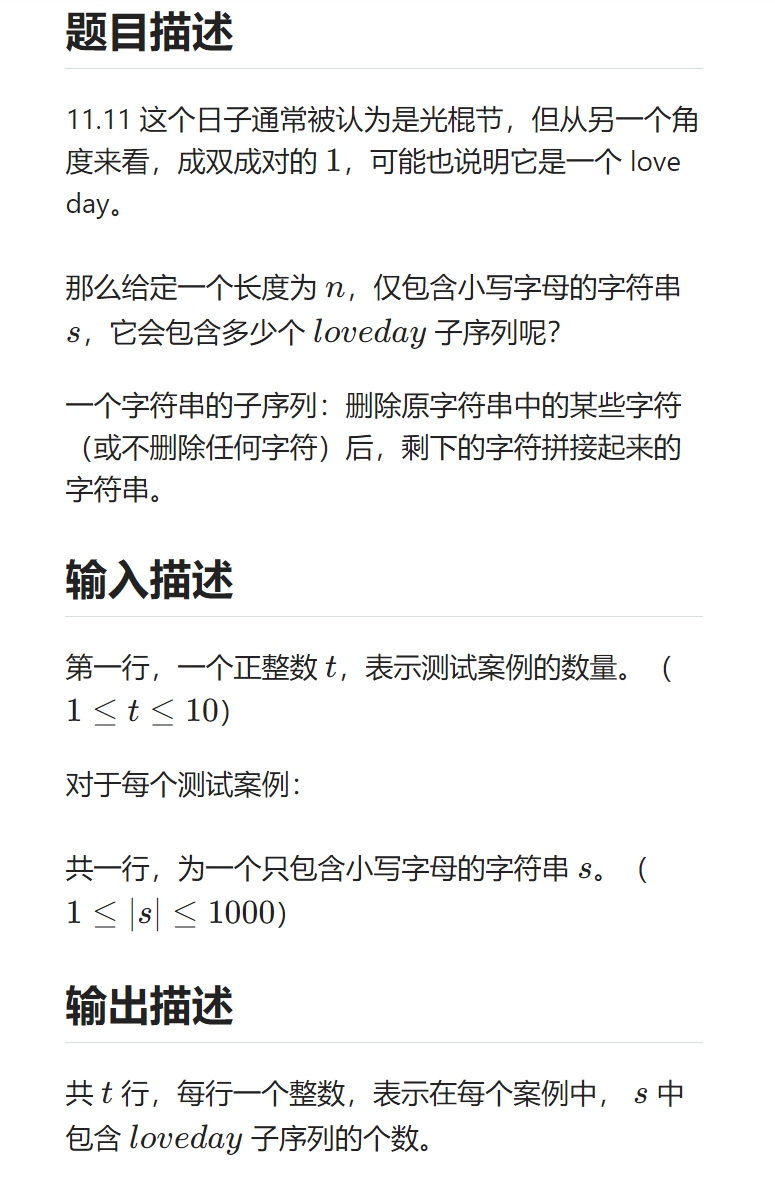 题目描述
11.11 这个日子通常被认为是光棍节，但从另一个角
度来看，成双成对的 1，可能也说明它是一个 love
day。
那么给定一个长度为 n，仅包含小写字母的字符串
s，它会包含多少个 loveday 子序列呢？
一个字符串的子序列：删除原字符串中的某些字符
（或不删除任何字符）后，剩下的字符拼接起来的
字符串。
输入描述
第一行，一个正整数 t，表示测试案例的数量。（
1 ≤ t ≤ 10）
对于每个测试案例：
共一行，为一个只包含小写字母的字符串 s。（
1 ≤ |s| ≤ 1000）
输出描述
共 t 行，每行一个整数，表示在每个案例中， s 中
包含 loveday 子序列的个数。